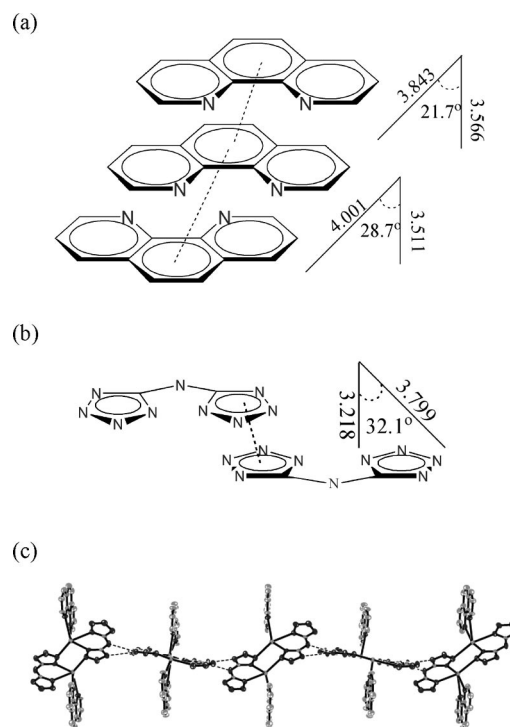 (a)
N N
3.843
21.7°
3.566
N N
N N
4.001
28.7°
3.511
(b)
N N N N N
N N N N
3.218
32.1°
3.799
N N N N
N N N N N
(c)